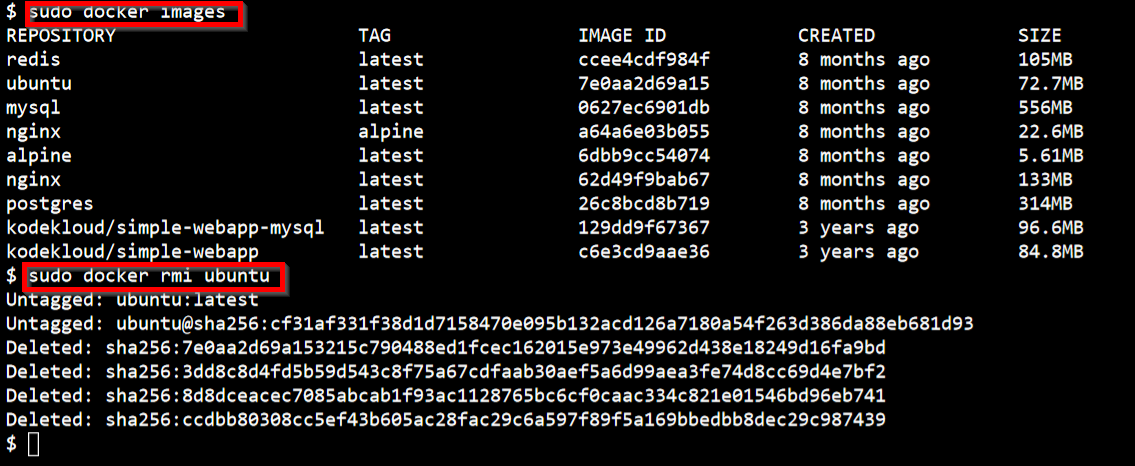 $ sudo docker images
REPOSITORY TAG IMAGE ID CREATED SIZE
redis latest ccee4cdf984f 8 months ago 105MB
ubuntu latest 7e0aa2d69a15 8 months ago 72.7MB
mysql latest 0627ec6901db 8 months ago 556MB
nginx alpine a64a6e03b055 8 months ago 22.6MB
alpine latest 6dbb9cc54074 8 months ago 5.61MB
nginx latest 62d49f9bab67 8 months ago 133MB
postgres latest 26c8bcd8b719 8 months ago 314MB
kodekloud/simple-webapp-mysql latest 129dd9f67367 3 years ago 96.6MB
kodekloud/simple-webapp latest c6e3cd9aae36 3 years ago 84.8MB
$ sudo docker rmi ubuntu
Untagged: ubuntu:latest
Untagged: ubuntu@sha256:cf31af331f38d1d7158470e095b132acd126a7180a54f263d386da88eb681d93
Deleted: sha256:7e0aa2d69a153215c790488ed1fcec162015e973e49962d438e18249d16fa9bd
Deleted: sha256:3dd8c8d4fd5b59d543c8f75a67cdfaab30aef5a6d99aea3fe74d8cc69d4e7bf2
Deleted: sha256:8d8dceacec7085abcab1f93ac1128765bc6cf0caac334c821e01546bd96eb741
Deleted: sha256:ccdbb80308cc5ef43b605ac28fac29c6a597f89f5a169bbedbb8dec29c987439
$